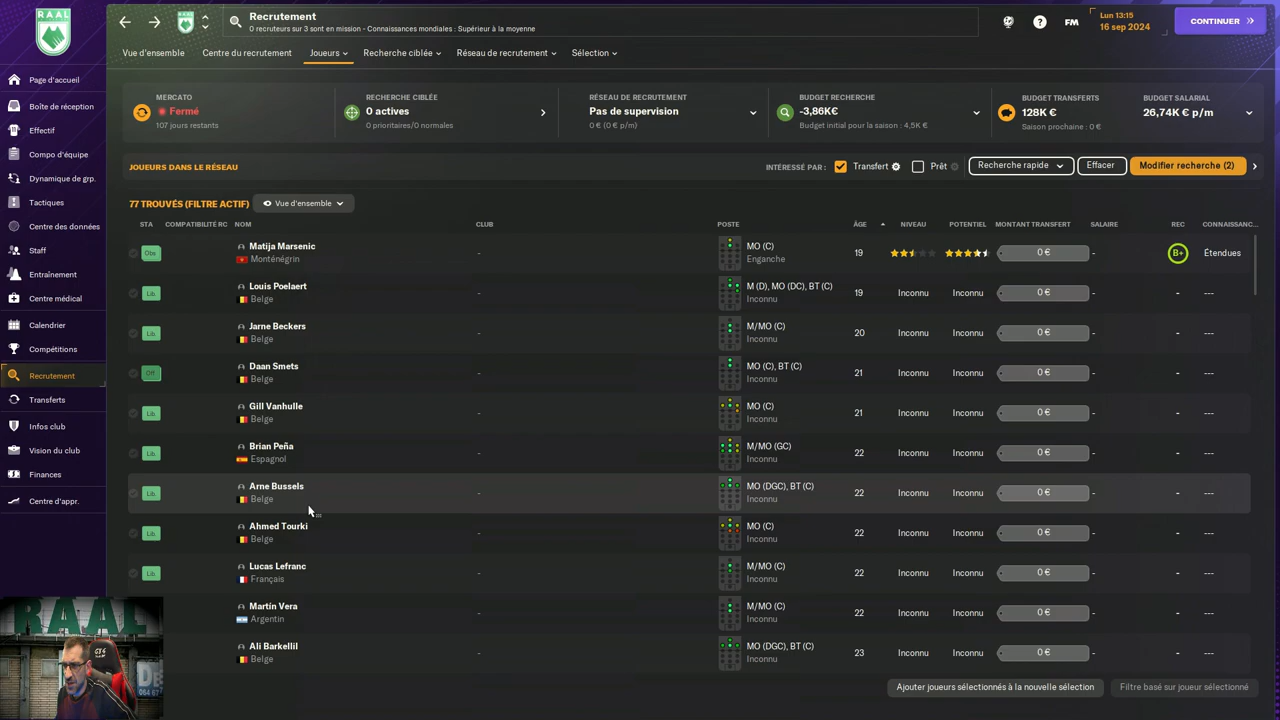 RAAL
Recrutement
0 recruteurs sur 3 sont en mission - Connaissances mondiales : Supérieur à la moyenne
FM
Lun 13:15
16 sep 2024
CONTINUER
Vue d'ensemble
Centre du recrutement
Joueurs
Recherche ciblée
Réseau de recrutement
Sélection
Page d'accueil
Boîte de réception
Effectif
Compo d'équipe
Dynamique de grp.
Tactiques
Centre des données
Staff
Entraînement
Centre médical
Calendrier
Compétitions
Recrutement
Transferts
Infos club
Vision du club
Finances
Centre d'appr.
MERCATO
Fermé
107 jours restants
RECHERCHE CIBLÉE
0 actives
0 prioritaires/0 normales
RÉSEAU DE RECRUTEMENT
Pas de supervision
0 € (0 € p/m)
BUDGET RECHERCHE
-3,86K €
Budget initial pour la saison : 4,5K €
BUDGET TRANSFERTS
128K €
Saison prochaine : 0 €
BUDGET SALARIAL
26,74K € p/m
JOUEURS DANS LE RÉSEAU
INTÉRESSÉ PAR :
Transfert
Prêt
Recherche rapide
Effacer
Modifier recherche (2)
77 TROUVÉS (FILTRE ACTIF)
Vue d'ensemble
STA COMPATIBILITÉ RC NOM CLUB POSTE ÂGE NIVEAU POTENTIEL MONTANT TRANSFERT SALAIRE REC CONNAISSANC...
Obs Matija Marsenic - MO (C) 19 0 € - B+ Étendues
Monténégrin Enganche
Lib. Louis Poelaert - M (D), MO (DC), BT (C) 19 Inconnu Inconnu 0 € - - ---
Belge Inconnu
Lib. Jarne Beckers - M/MO (C) 20 Inconnu Inconnu 0 € - - ---
Belge Inconnu
Off Daan Smets - MO (C), BT (C) 21 Inconnu Inconnu 0 € - - ---
Belge Inconnu
Lib. Gill Vanhulle - MO (C) 21 Inconnu Inconnu 0 € - - ---
Belge Inconnu
Lib. Brian Peña - M/MO (GC) 22 Inconnu Inconnu 0 € - - ---
Espagnol Inconnu
Lib. Arne Bussels - MO (DGC), BT (C) 22 Inconnu Inconnu 0 € - - ---
Belge Inconnu
Lib. Ahmed Tourki - MO (C) 22 Inconnu Inconnu 0 € - - ---
Belge Inconnu
Lib. Lucas Lefranc - M/MO (C) 22 Inconnu Inconnu 0 € - - ---
Français Inconnu
Martín Vera - M/MO (C) 22 Inconnu Inconnu 0 € - - ---
Argentin Inconnu
Ali Barkellil - MO (DGC), BT (C) 23 Inconnu Inconnu 0 € - - ---
Belge Inconnu
Ajouter joueurs sélectionnés à la nouvelle sélection
Filtre basé sur joueur sélectionné
RAAL